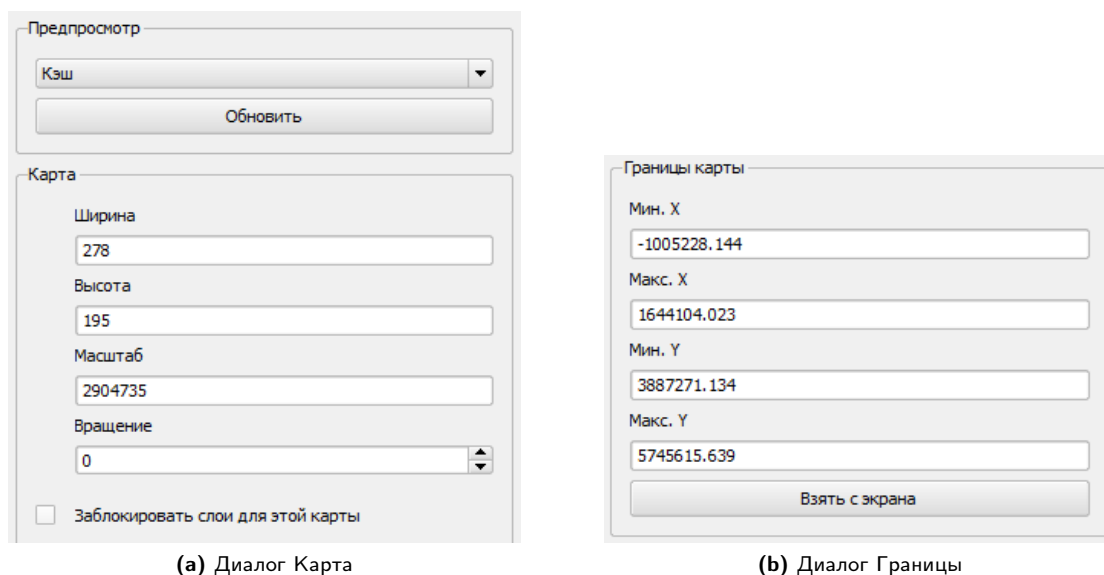 Предпросмотр
Кэш
Обновить
Карта
Ширина
278
Высота
195
Масштаб
2904735
Вращение
0
Заблокировать слои для этой карты
(a) Диалог Карта
Границы карты
Мин. X
-1005228.144
Макс. X
1644104.023
Мин. Y
3887271.134
Макс. Y
5745615.639
Взять с экрана
(b) Диалог Границы